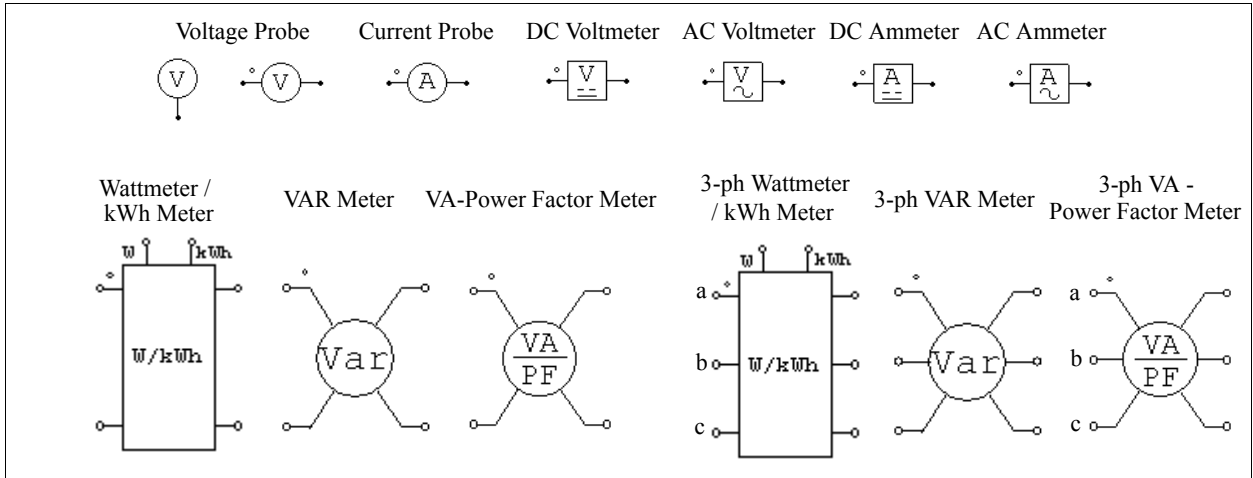 Voltage Probe Current Probe DC Voltmeter AC Voltmeter DC Ammeter AC Ammeter
V V A V V A A
Wattmeter /
kWh Meter
VAR Meter
VA-Power Factor Meter
3-ph Wattmeter
/ kWh Meter
3-ph VAR Meter
3-ph VA -
Power Factor Meter
W kWh
W/kWh
Var
VA
PF
W kWh
a
b
c
W/kWh
Var
a
b
c
VA
PF